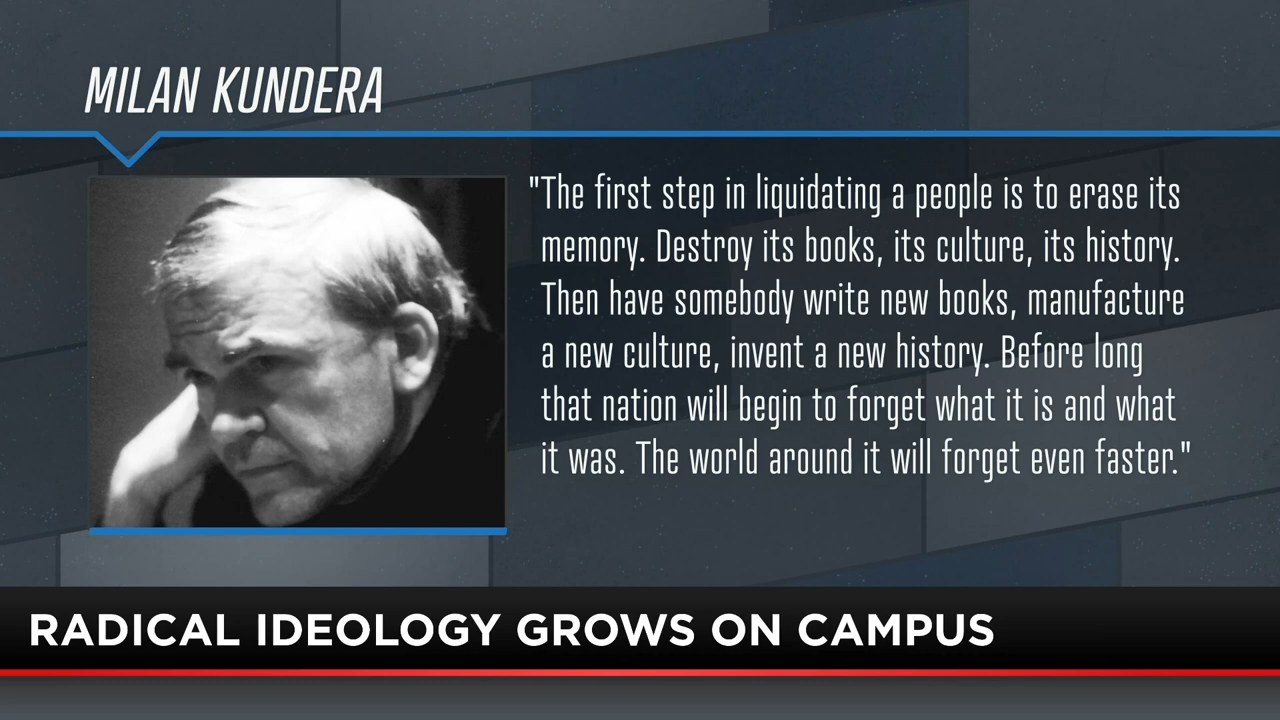 MILAN KUNDERA
"The first step in liquidating a people is to erase its
memory. Destroy its books, its culture, its history.
Then have somebody write new books, manufacture
a new culture, invent a new history. Before long
that nation will begin to forget what it is and what
it was. The world around it will forget even faster."
RADICAL IDEOLOGY GROWS ON CAMPUS